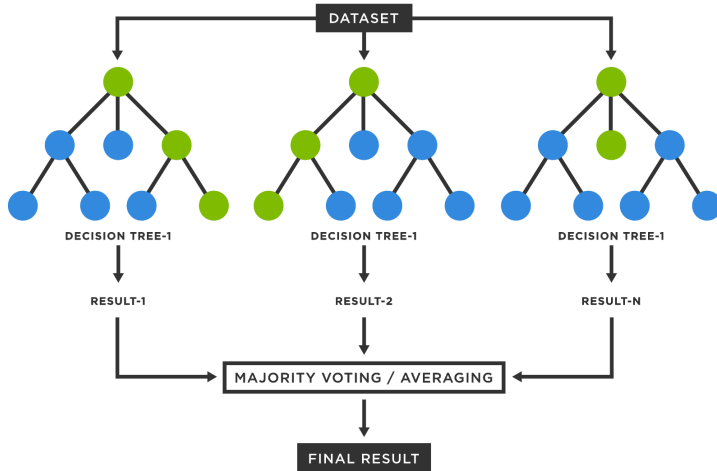 DATASET
DECISION TREE-1
DECISION TREE-1
DECISION TREE-1
RESULT-1
RESULT-2
RESULT-N
MAJORITY VOTING / AVERAGING
FINAL RESULT